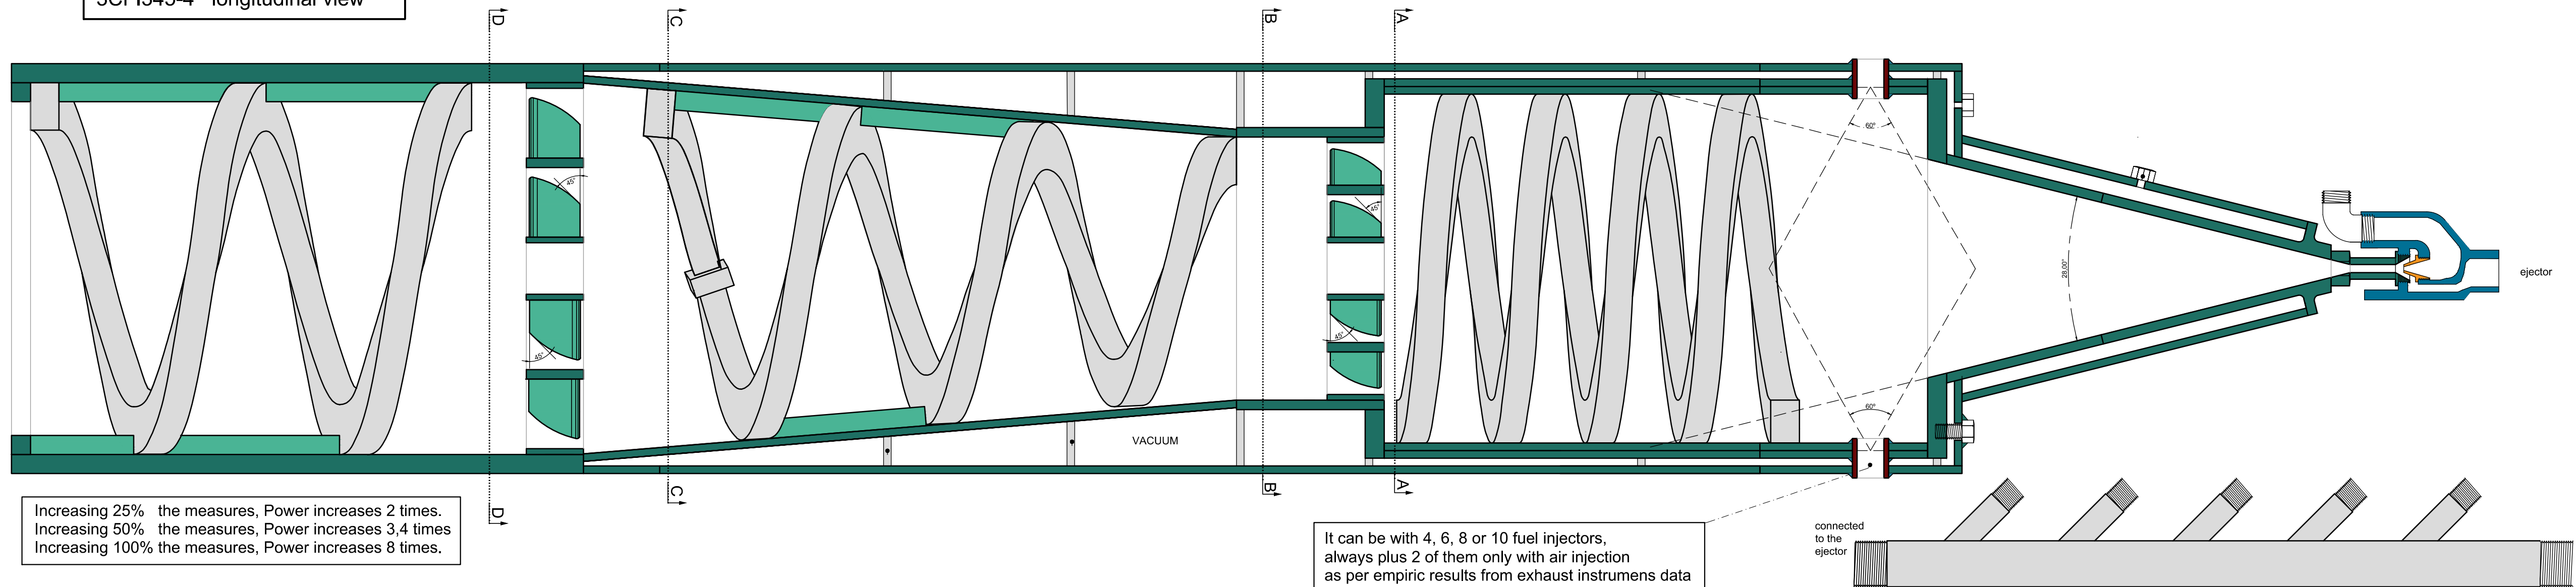 longitudinal view
D
C
B
A
45°
45°
45°
45°
60°
60°
28,00°
ejector
VACUUM
D
C
B
A
Increasing 25% the measures, Power increases 2 times.
Increasing 50% the measures, Power increases 3,4 times
Increasing 100% the measures, Power increases 8 times.
It can be with 4, 6, 8 or 10 fuel injectors,
always plus 2 of them only with air injection
as per empiric results from exhaust instrumens data
connected
to the
ejector